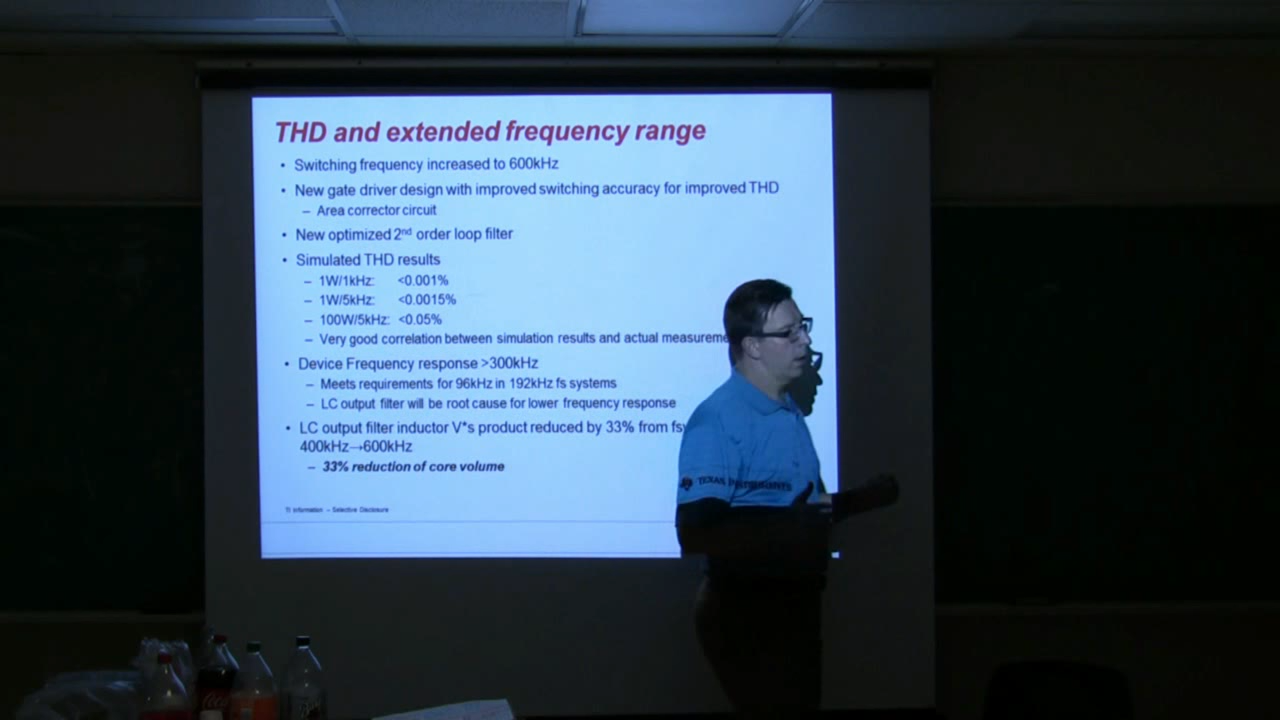 THD and extended frequency range
• Switching frequency increased to 600kHz
• New gate driver design with improved switching accuracy for improved THD
– Area corrector circuit
• New optimized 2nd order loop filter
• Simulated THD results
– 1W/1kHz: <0.001%
– 1W/5kHz: <0.0015%
– 100W/5kHz: <0.05%
– Very good correlation between simulation results and actual
• Device Frequency response >300kHz
– Meets requirements for 96kHz in 192kHz fs systems
– LC output filter will be root cause for lower frequency response
• LC output filter inductor V*s product reduced by 33% from
400kHz→600kHz
– 33% reduction of core volume
TI Information – Selective Disclosure
TEXAS INSTRUMENTS